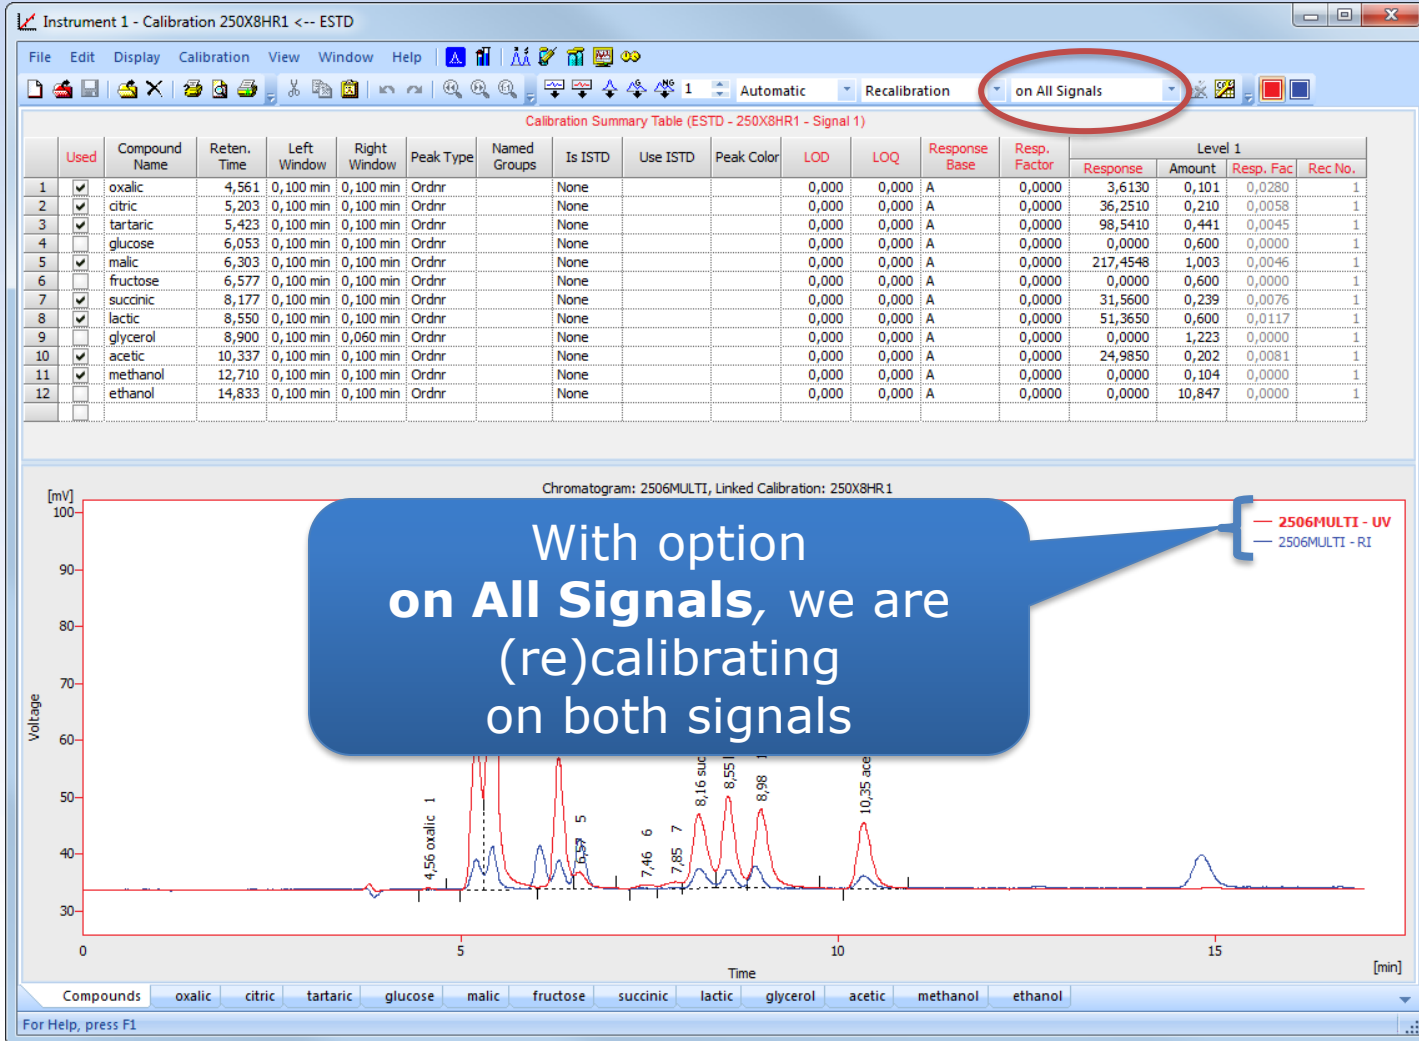 Instrument 1 - Calibration 250X8HR1 <-- ESTD
File Edit Display Calibration View Window Help
1 Automatic Recalibration on All Signals
Calibration Summary Table (ESTD - 250X8HR1 - Signal 1)
Used Compound Name Reten. Time Left Window Right Window Peak Type Named Groups Is ISTD Use ISTD Peak Color LOD LOQ Response Base Resp. Factor Level 1
Response Amount Resp. Fac Rec No.
1 oxalic 4,561 0,100 min 0,100 min Ordnr None 0,000 0,000 A 0,0000 3,6130 0,101 0,0280 1
2 citric 5,203 0,100 min 0,100 min Ordnr None 0,000 0,000 A 0,0000 36,2510 0,210 0,0058 1
3 tartaric 5,423 0,100 min 0,100 min Ordnr None 0,000 0,000 A 0,0000 98,5410 0,441 0,0045 1
4 glucose 6,053 0,100 min 0,100 min Ordnr None 0,000 0,000 A 0,0000 0,0000 0,600 0,0000 1
5 malic 6,303 0,100 min 0,100 min Ordnr None 0,000 0,000 A 0,0000 217,4548 1,003 0,0046 1
6 fructose 6,577 0,100 min 0,100 min Ordnr None 0,000 0,000 A 0,0000 0,0000 0,600 0,0000 1
7 succinic 8,177 0,100 min 0,100 min Ordnr None 0,000 0,000 A 0,0000 31,5600 0,239 0,0076 1
8 lactic 8,550 0,100 min 0,100 min Ordnr None 0,000 0,000 A 0,0000 51,3650 0,600 0,0117 1
9 glycerol 8,900 0,100 min 0,060 min Ordnr None 0,000 0,000 A 0,0000 0,0000 1,223 0,0000 1
10 acetic 10,337 0,100 min 0,100 min Ordnr None 0,000 0,000 A 0,0000 24,9850 0,202 0,0081 1
11 methanol 12,710 0,100 min 0,100 min Ordnr None 0,000 0,000 A 0,0000 0,0000 0,104 0,0000 1
12 ethanol 14,833 0,100 min 0,100 min Ordnr None 0,000 0,000 A 0,0000 0,0000 10,847 0,0000 1
Chromatogram: 2506MULTI, Linked Calibration: 250X8HR1
[mV]
100
90
80
70
60
50
40
30
Voltage
2506MULTI - UV
2506MULTI - RI
With option
on All Signals, we are
(re)calibrating
on both signals
4,56 oxalic 1
6,57 5
7,46 6
7,85 7
8,16 suc
8,55 l
8,98 1
10,35 ace
0 5 10 15
Time
[min]
Compounds oxalic citric tartaric glucose malic fructose succinic lactic glycerol acetic methanol ethanol
For Help, press F1